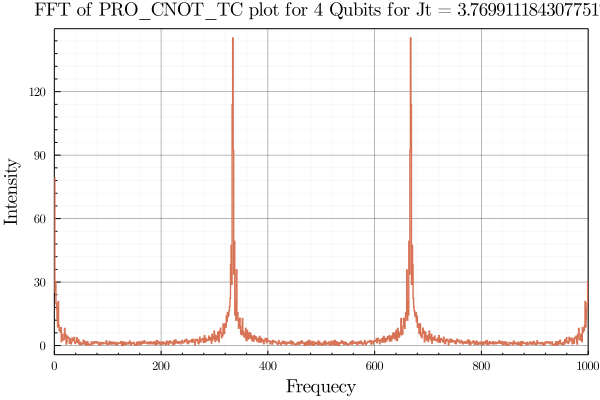 FFT of PRO_CNOT_TC plot for 4 Qubits for Jt = 3.769911184307751
Intensity
120
90
60
30
0
0 200 400 600 800 1000
Frequecy